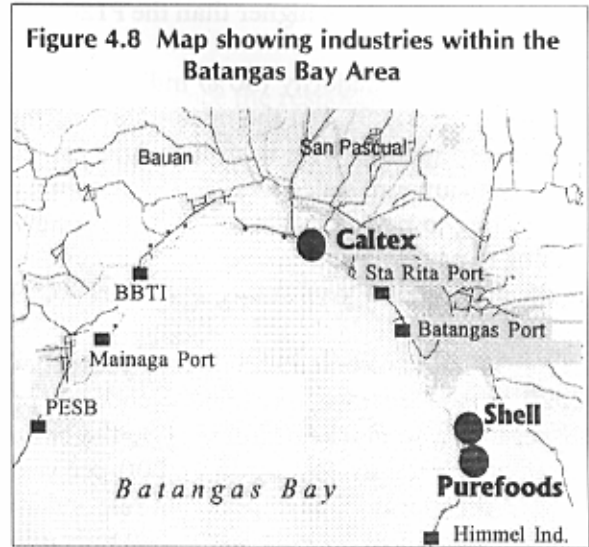 Figure 4.8 Map showing industries within the
Batangas Bay Area
Bauan
San Pascual
Caltex
Sta Rita Port
BBTI
Batangas Port
Mainaga Port
PESB
Shell
Purefoods
Batangas Bay
Himmel Ind.